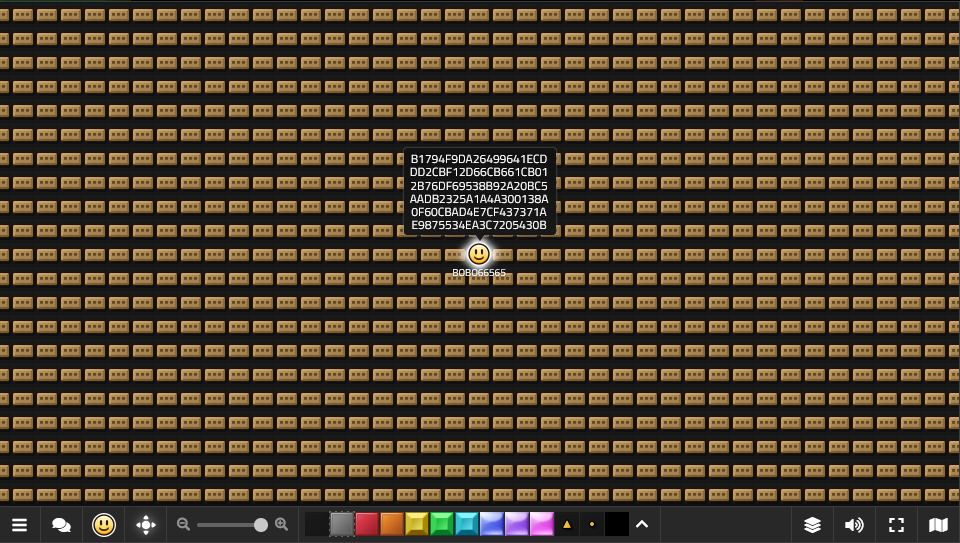 B1794F9DA26499641ECD
DD2CBF12D66CB661CB01
2B76DF69538B92A20BC5
AADB2325A1A4A300138A
0F60CBAD4E7CF437371A
E9875534EA3C7205430B
BOBO66565